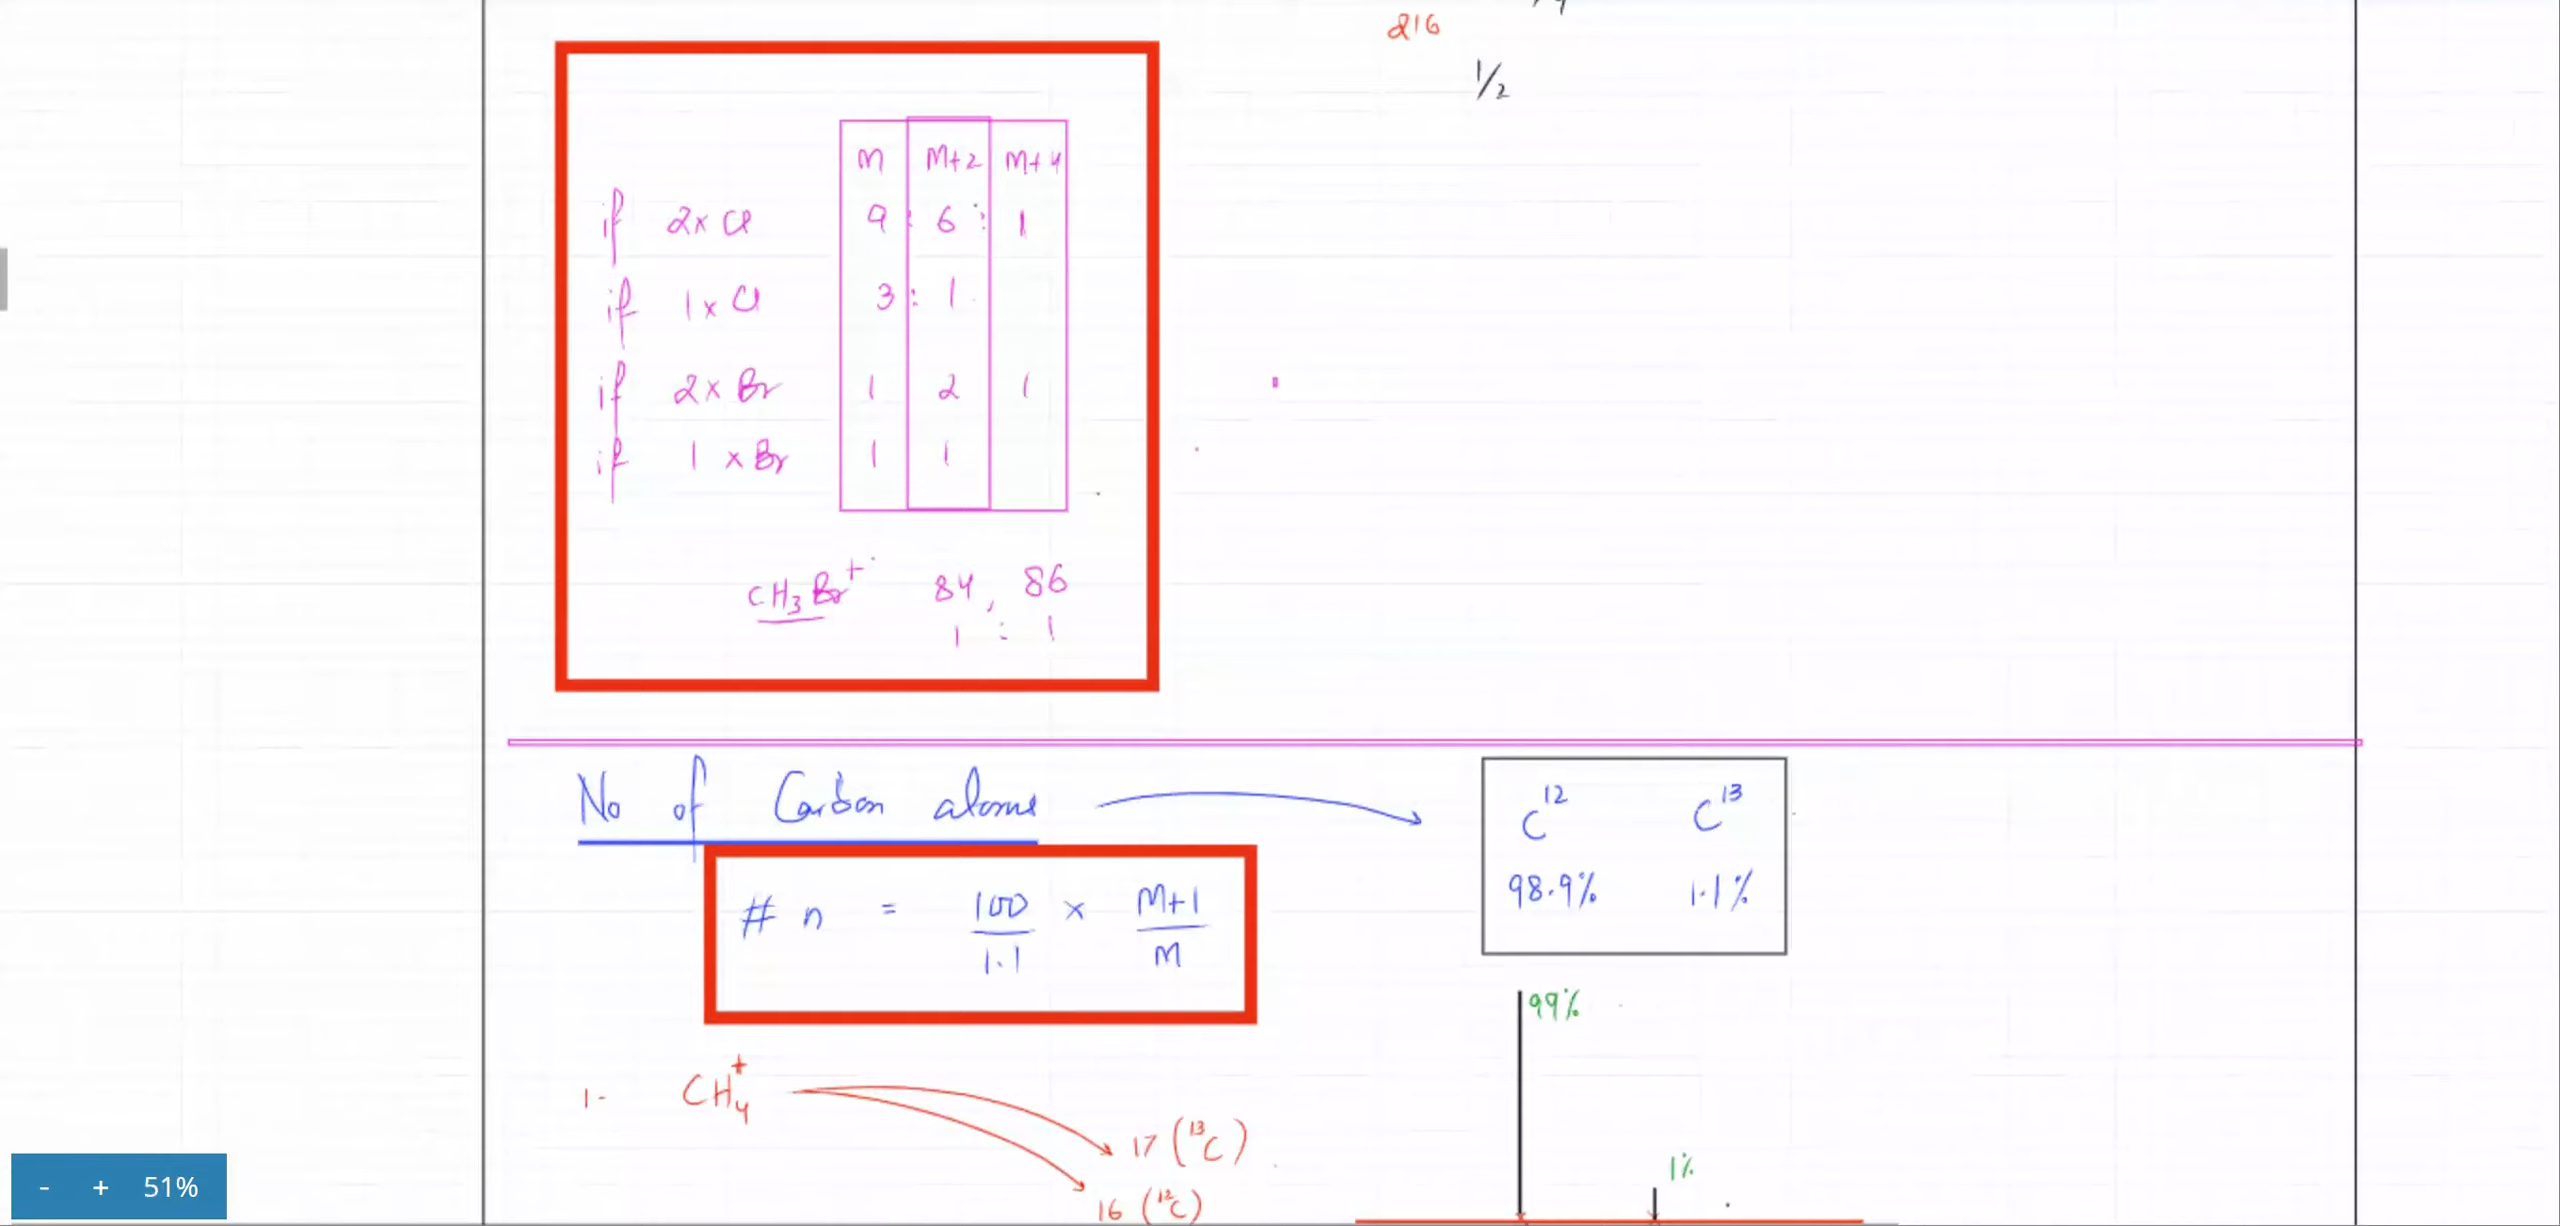 216
1/2
M M+2 M+4
if 2x Cl 9 : 6 : 1
if 1x Cl 3 : 1
if 2x Br 1 2 1
if 1 x Br 1 1
CH3Br+ 84, 86
1 : 1
No of Carbon atoms
C12 C13
98.9% 1.1%
# n = 100/1.1 x M+1/M
99%
1- CH4+
17 (13C)
1%
16 (12C)
- + 51%